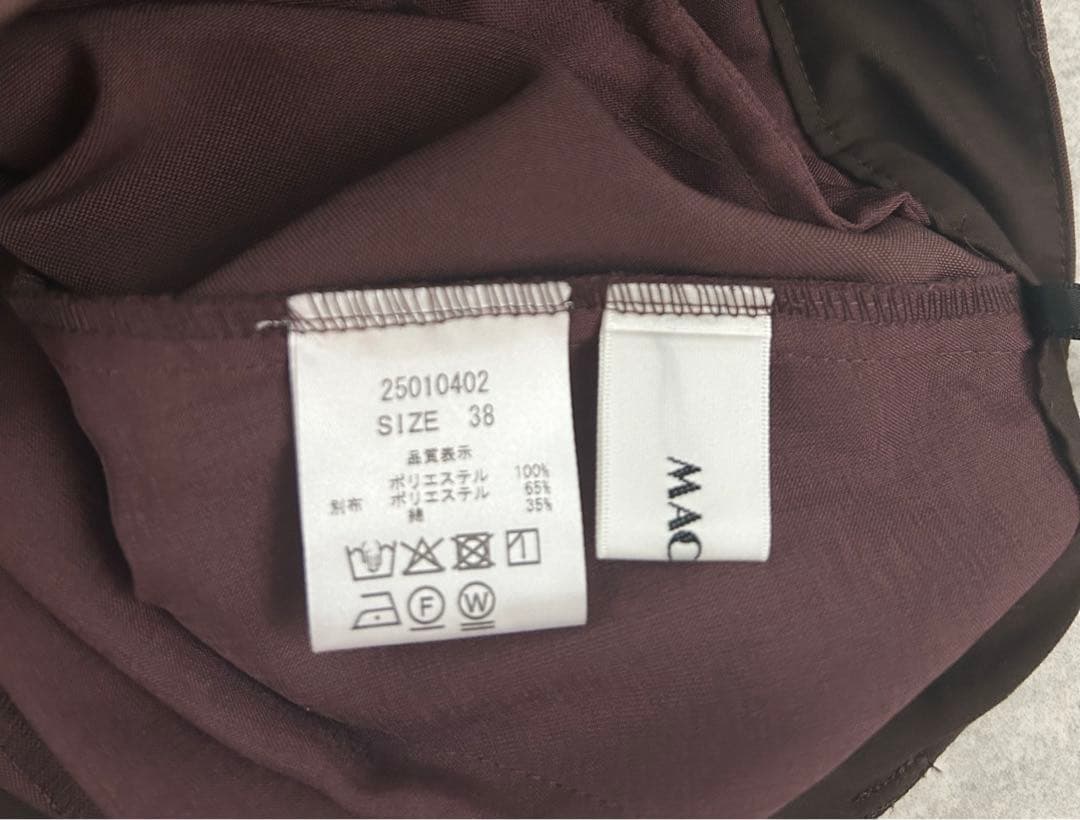 25010402
SIZE 38
品質表示
ポリエステル 100%
別布 ポリエステル 65%
綿 35%
F W
MAC